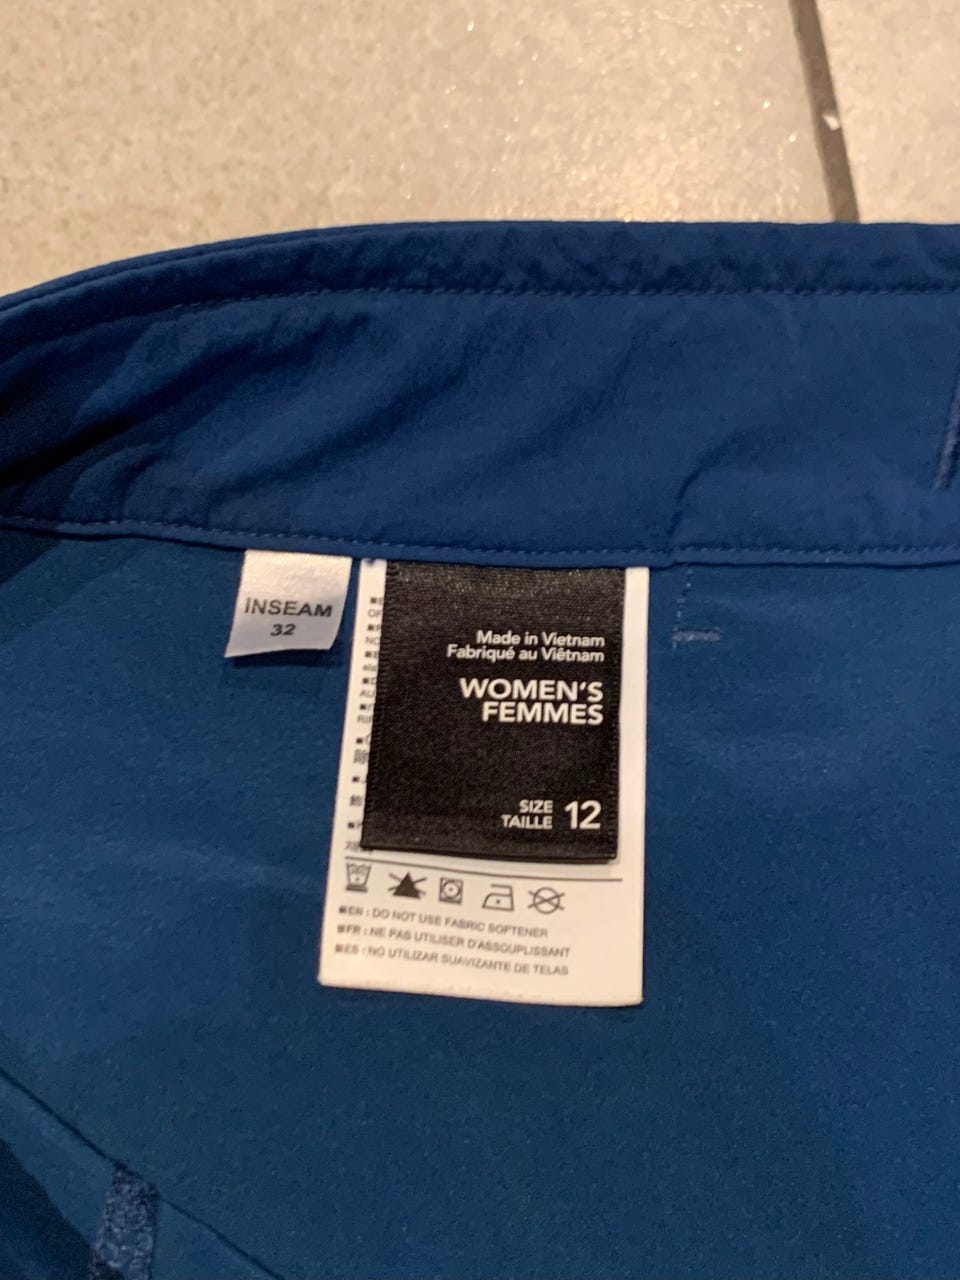 INSEAM
32
Made in Vietnam
Fabriqué au Viêtnam
WOMEN'S
FEMMES
SIZE
TAILLE 12
■EN : DO NOT USE FABRIC SOFTENER
■FR : NE PAS UTILISER D'ASSOUPLISSANT
■ES : NO UTILIZAR SUAVIZANTE DE TELAS